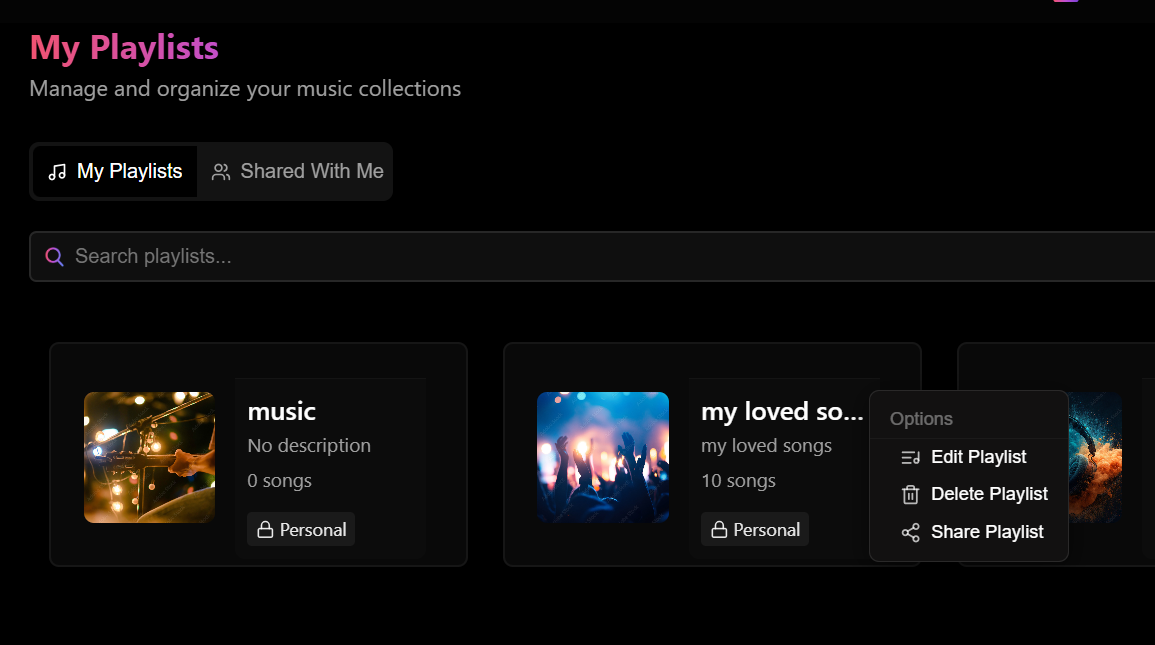 My Playlists
Manage and organize your music collections
My Playlists
Shared With Me
Search playlists...
music
No description
0 songs
Personal
my loved so...
my loved songs
10 songs
Personal
Options
Edit Playlist
Delete Playlist
Share Playlist